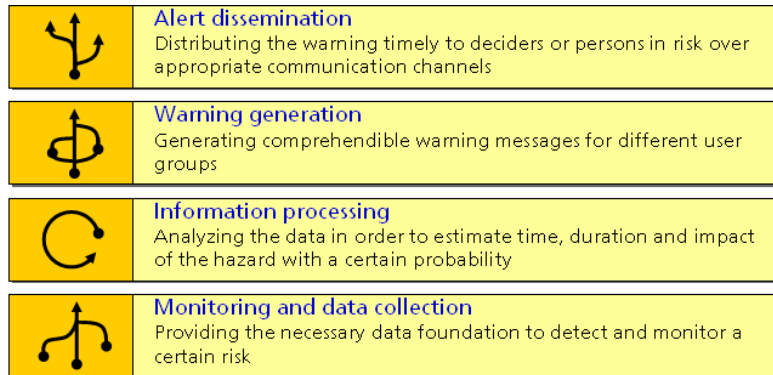 Alert dissemination
Distributing the warning timely to deciders or persons in risk over
appropriate communication channels
Warning generation
Generating comprehendible warning messages for different user
groups
Information processing
Analyzing the data in order to estimate time, duration and impact
of the hazard with a certain probability
Monitoring and data collection
Providing the necessary data foundation to detect and monitor a
certain risk